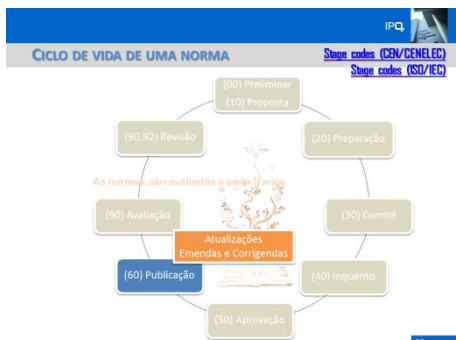 IPQ
CICLO DE VIDA DE UMA NORMA
Stage codes (CEN/CENELEC)
Stage codes (ISO/IEC)
(00) Preliminar
(10) Proposta
(90.92) Revisão
(20) Preparação
As normas são avaliadas a cada 5 anos
(90) Avaliação
(30) Comité
Atualizações
Emendas e Corrigendas
(60) Publicação
(40) Inquérito
(50) Aprovação